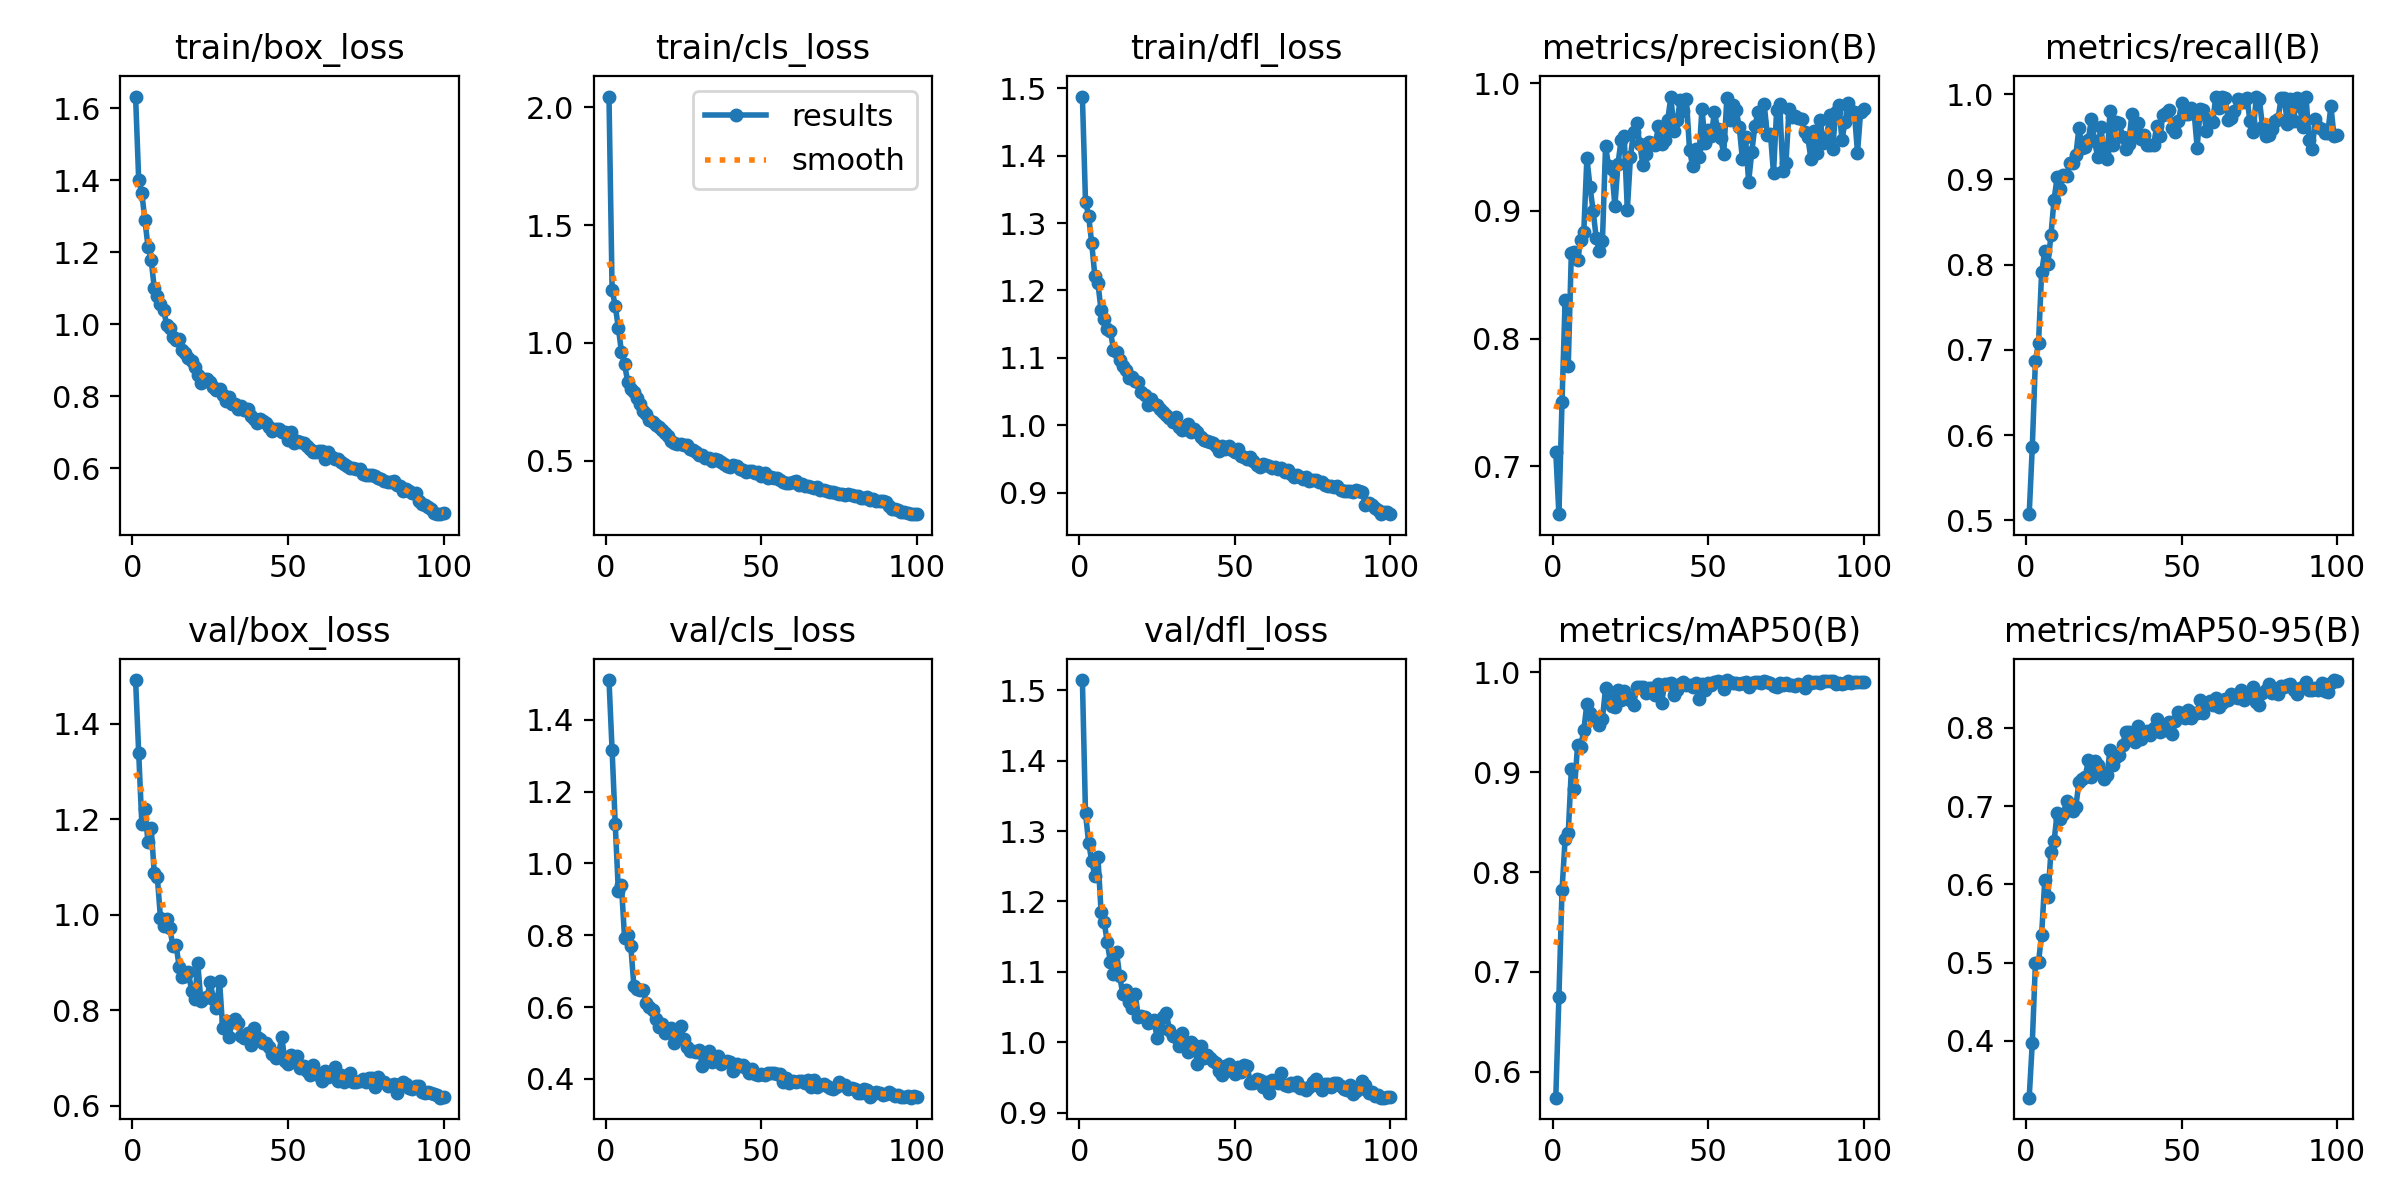 train/box_loss
1.6
1.4
1.2
1.0
0.8
0.6
0 50 100
train/cls_loss
results
smooth
2.0
1.5
1.0
0.5
0 50 100
train/dfl_loss
1.5
1.4
1.3
1.2
1.1
1.0
0.9
0 50 100
metrics/precision(B)
1.0
0.9
0.8
0.7
0 50 100
metrics/recall(B)
1.0
0.9
0.8
0.7
0.6
0.5
0 50 100
val/box_loss
1.4
1.2
1.0
0.8
0.6
0 50 100
val/cls_loss
1.4
1.2
1.0
0.8
0.6
0.4
0 50 100
val/dfl_loss
1.5
1.4
1.3
1.2
1.1
1.0
0.9
0 50 100
metrics/mAP50(B)
1.0
0.9
0.8
0.7
0.6
0 50 100
metrics/mAP50-95(B)
0.8
0.7
0.6
0.5
0.4
0 50 100